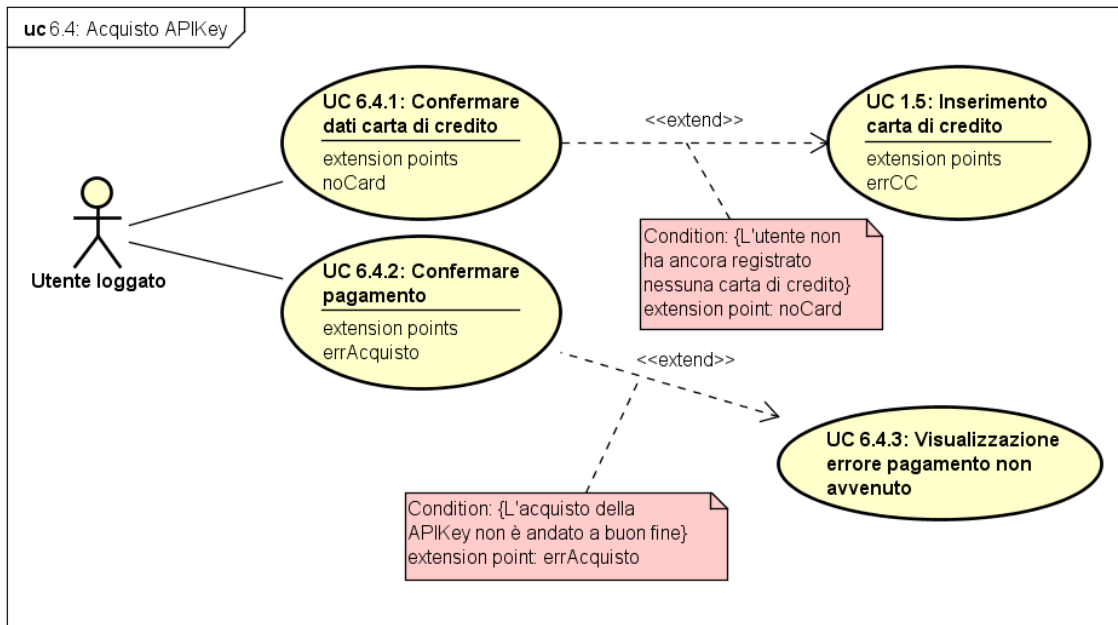 uc 6.4: Acquisto APIKey
UC 6.4.1: Confermare
dati carta di credito
extension points
noCard
<<extend>>
UC 1.5: Inserimento
carta di credito
extension points
errCC
Condition: {L'utente non
ha ancora registrato
nessuna carta di credito}
extension point: noCard
Utente loggato
UC 6.4.2: Confermare
pagamento
extension points
errAcquisto
<<extend>>
UC 6.4.3: Visualizzazione
errore pagamento non
avvenuto
Condition: {L'acquisto della
APIKey non è andato a buon fine}
extension point: errAcquisto